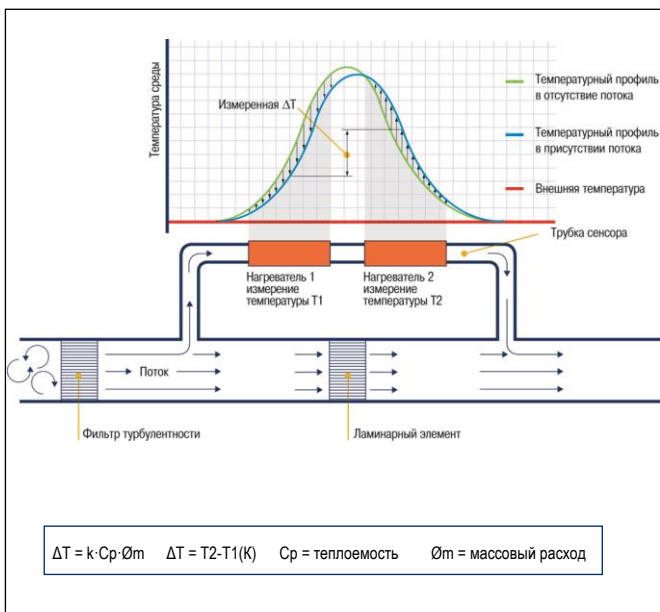 Температура среды
Измеренная ΔT
Температурный профиль
в отсутствие потока
Температурный профиль
в присутствии потока
Внешняя температура
Трубка сенсора
Нагреватель 1
измерение
температуры T1
Нагреватель 2
измерение
температуры T2
Поток
Фильтр турбулентности
Ламинарный элемент
ΔT = k·Cp·Øm ΔT = T2-T1(K) Cp = теплоемость Øm = массовый расход